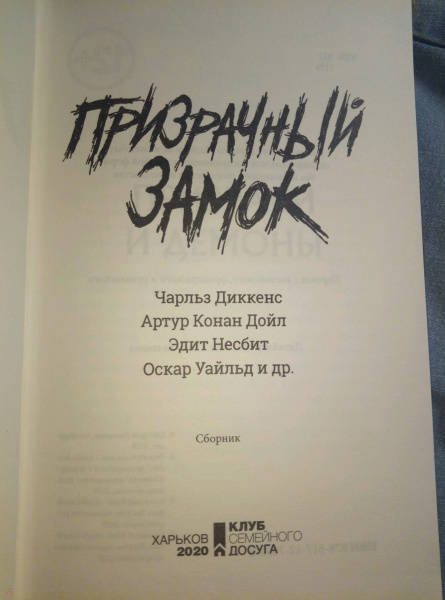 ПРИЗРАЧНЫЙ
ЗАМОК
Чарльз Диккенс
Артур Конан Дойл
Эдит Несбит
Оскар Уайльд и др.
Сборник
ХАРЬКОВ
2020
КЛУБ
СЕМЕЙНОГО
ДОСУГА